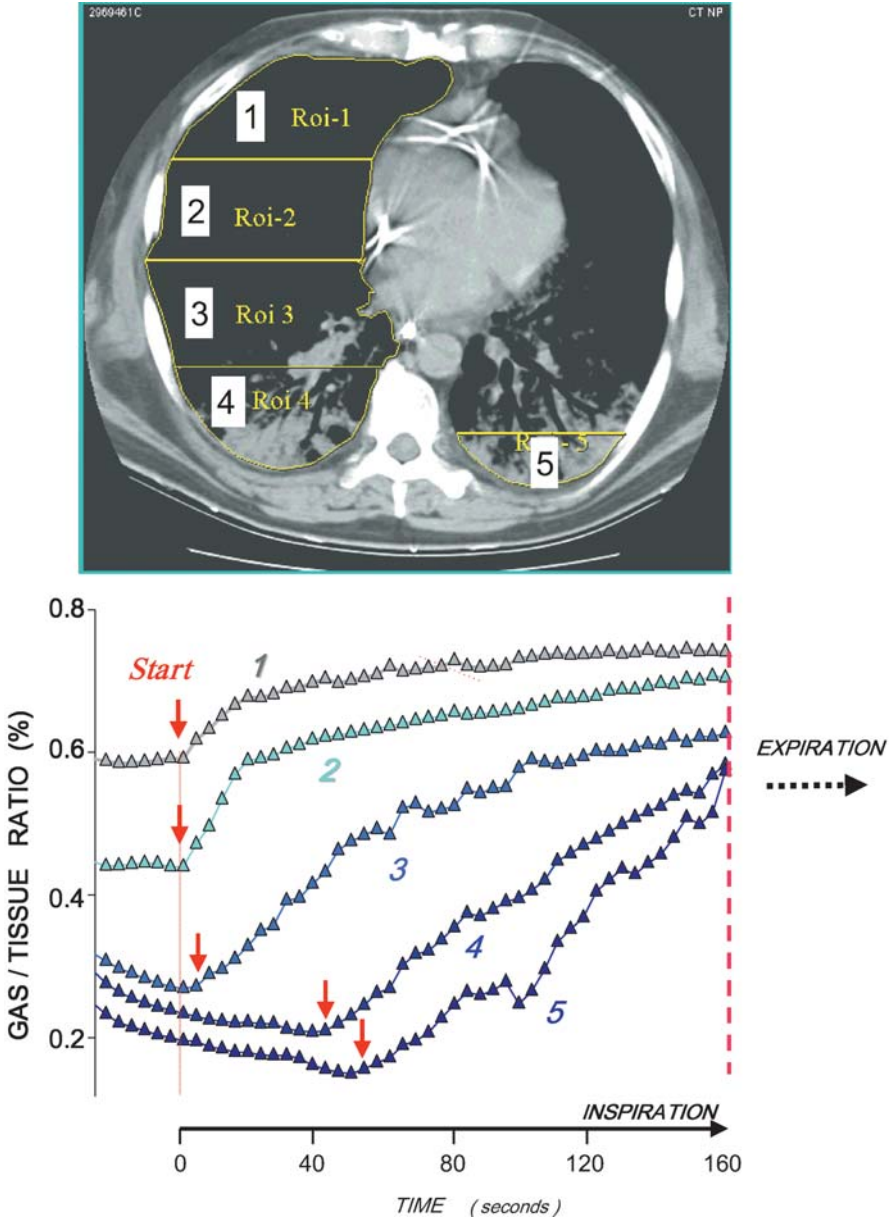 2969461C
CT NP
1 Roi-1
2 Roi-2
3 Roi 3
4 Roi 4
5
0.8
0.6
0.4
0.2
GAS / TISSUE RATIO (%)
Start
1
2
3
4
5
EXPIRATION
INSPIRATION
0 40 80 120 160
TIME ( seconds )